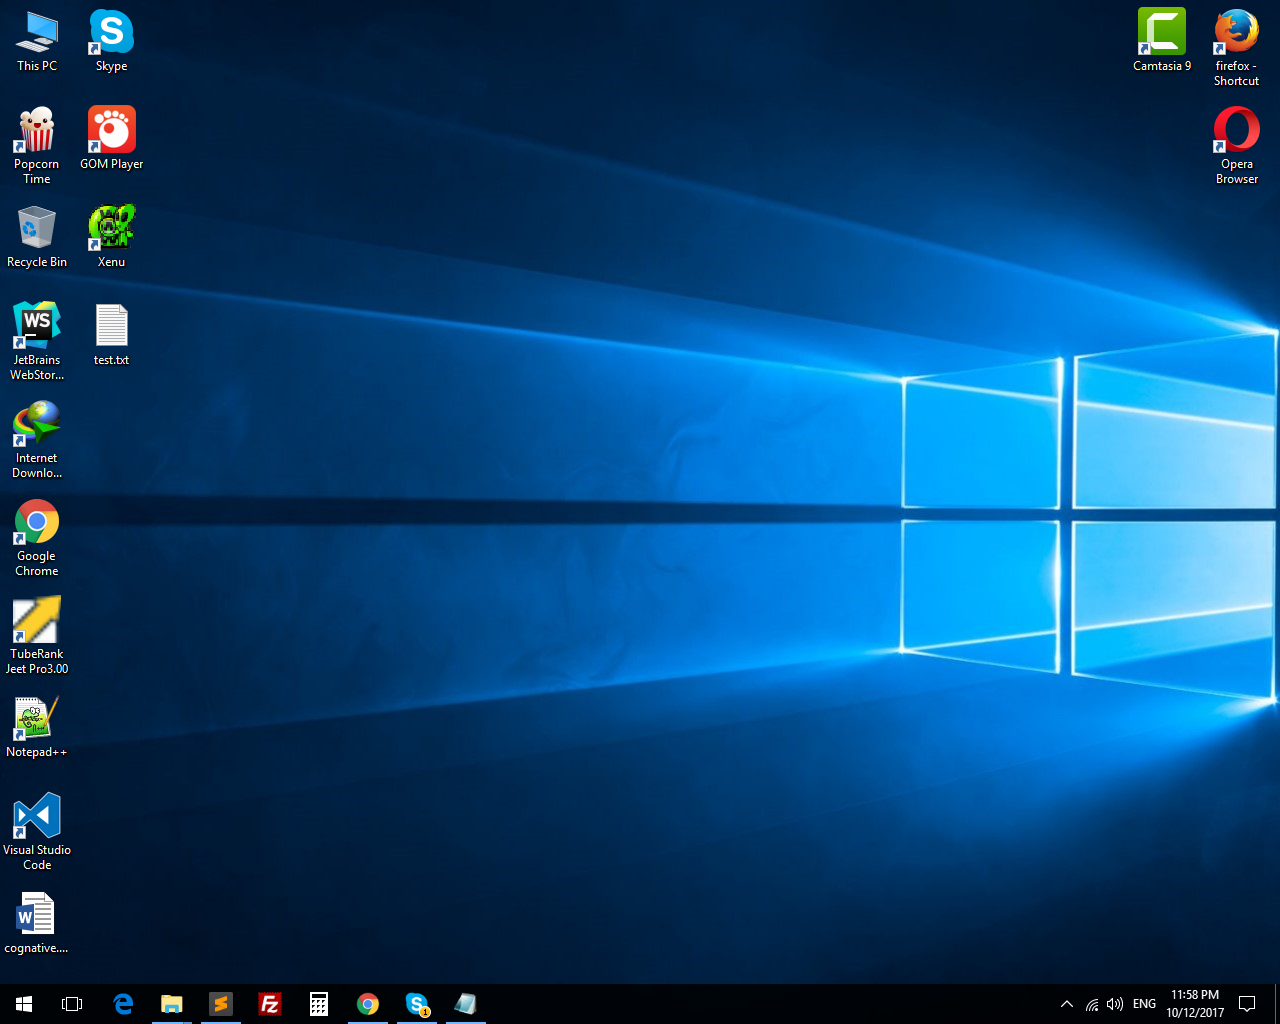 This PC
Skype
Popcorn
Time
GOM Player
Recycle Bin
Xenu
WS
JetBrains
WebStor...
test.txt
Internet
Downlo...
Google
Chrome
TubeRank
Jeet Pro3.00
Notepad++
Visual Studio
Code
W
cognative....
Camtasia 9
firefox -
Shortcut
Opera
Browser
1
ENG
11:58 PM
10/12/2017